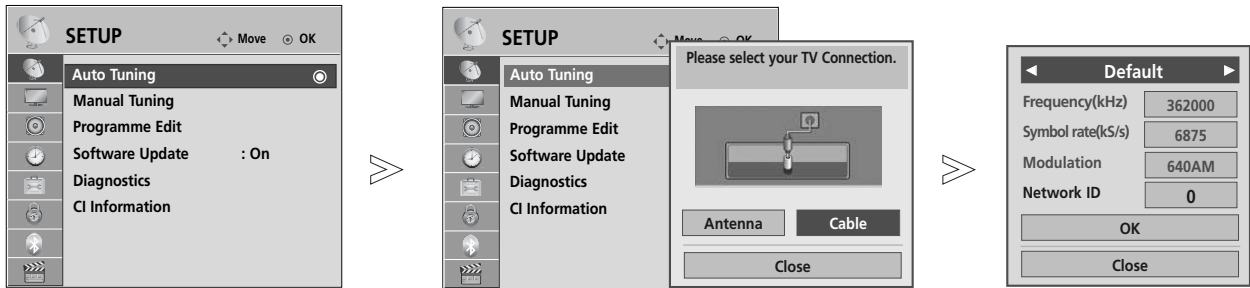 SETUP
Move
OK
Auto Tuning
Manual Tuning
Programme Edit
Software Update : On
Diagnostics
CI Information
SETUP
Move
OK
Auto Tuning
Manual Tuning
Programme Edit
Software Update
Diagnostics
CI Information
Please select your TV Connection.
Antenna
Cable
Close
Default
Frequency(kHz) 362000
Symbol rate(kS/s) 6875
Modulation 640AM
Network ID 0
OK
Close